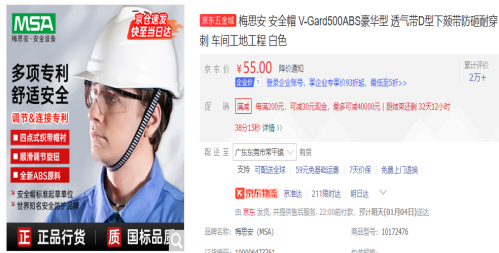 MSA
梅思安·安全设备
京仓速发
快至当日达
多项专利
舒适安全
调节&连接专利
四点式织带帽衬
顺滑调节旋钮
全新ABS原料
安全帽标准起草单位
世界知名安全防护品牌
正 正品行货 质 国标品质
京东五金城 梅思安 安全帽 V-Gard500ABS豪华型 透气带D型下颏带防砸耐穿
刺 车间工地工程 白色
京 东 价 ￥55.00 降价通知
累计评价
2万+
企业价 登录企业账号，享企业专享价93折起，最低至5折>>
促 销 满减 每满200元，可减30元现金，最多可减40000元 | 距结束还剩 32天12小时
38分15秒 详情 >>
配 送 至 广东东莞市常平镇 有货
支持 可配送全球 59元免基础运费 7天价保 免费上门退换
京东物流 京准达 211限时达 明日达
由 京东 发货, 并提供售后服务. 22:00前付款，预计明天(01月04日)送达
品牌名称: 梅思安（MSA） 商品型号: 10172476